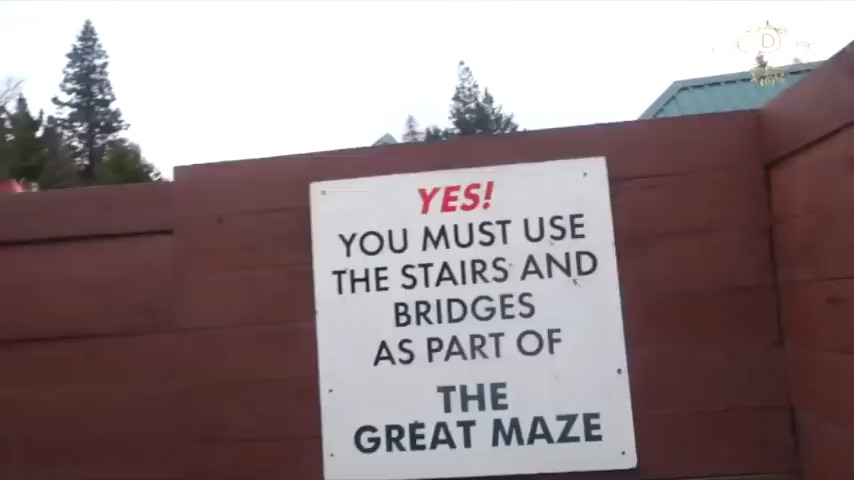 YES!
YOU MUST USE
THE STAIRS AND
BRIDGES
AS PART OF
THE
GREAT MAZE
D